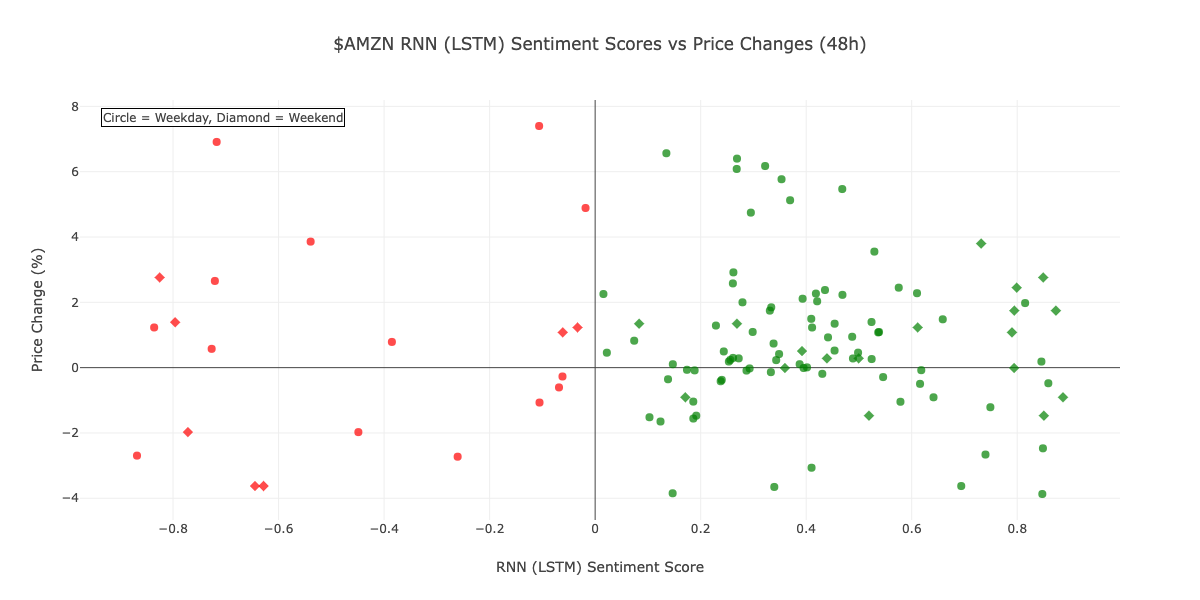 $AMZN RNN (LSTM) Sentiment Scores vs Price Changes (48h)
Circle = Weekday, Diamond = Weekend
Price Change (%)
8
6
4
2
0
−2
−4
−0.8 −0.6 −0.4 −0.2 0 0.2 0.4 0.6 0.8
RNN (LSTM) Sentiment Score